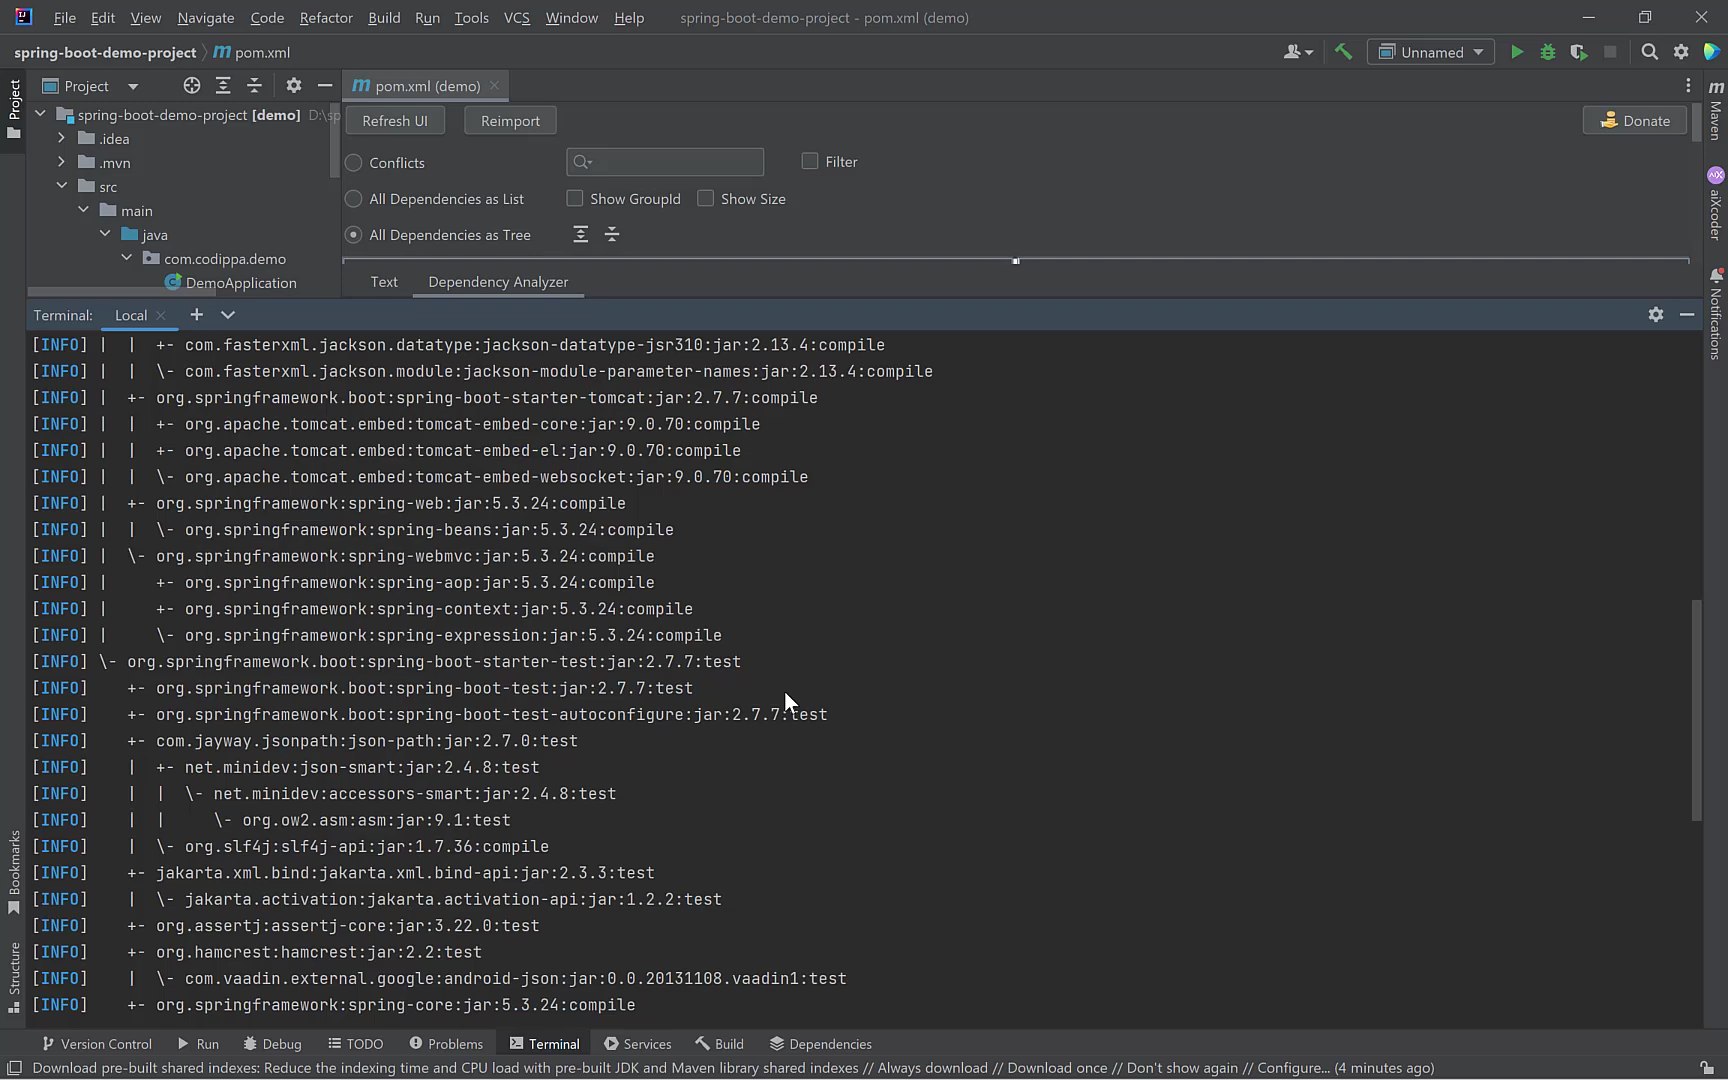 File Edit View Navigate Code Refactor Build Run Tools VCS Window Help spring-boot-demo-project - pom.xml (demo)
spring-boot-demo-project m pom.xml Unnamed
Project m pom.xml (demo)
spring-boot-demo-project [demo] D:\sp
.idea
.mvn
src
main
java
com.codippa.demo
DemoApplication
Refresh UI Reimport Donate
Conflicts Filter
All Dependencies as List Show GroupId Show Size
All Dependencies as Tree
Text Dependency Analyzer
Terminal: Local
[INFO] |  |  +- com.fasterxml.jackson.datatype:jackson-datatype-jsr310:jar:2.13.4:compile
[INFO] |  |  \- com.fasterxml.jackson.module:jackson-module-parameter-names:jar:2.13.4:compile
[INFO] |  +- org.springframework.boot:spring-boot-starter-tomcat:jar:2.7.7:compile
[INFO] |  |  +- org.apache.tomcat.embed:tomcat-embed-core:jar:9.0.70:compile
[INFO] |  |  +- org.apache.tomcat.embed:tomcat-embed-el:jar:9.0.70:compile
[INFO] |  |  \- org.apache.tomcat.embed:tomcat-embed-websocket:jar:9.0.70:compile
[INFO] |  +- org.springframework:spring-web:jar:5.3.24:compile
[INFO] |  |  \- org.springframework:spring-beans:jar:5.3.24:compile
[INFO] |  \- org.springframework:spring-webmvc:jar:5.3.24:compile
[INFO] |     +- org.springframework:spring-aop:jar:5.3.24:compile
[INFO] |     +- org.springframework:spring-context:jar:5.3.24:compile
[INFO] |     \- org.springframework:spring-expression:jar:5.3.24:compile
[INFO] \- org.springframework.boot:spring-boot-starter-test:jar:2.7.7:test
[INFO]    +- org.springframework.boot:spring-boot-test:jar:2.7.7:test
[INFO]    +- org.springframework.boot:spring-boot-test-autoconfigure:jar:2.7.7:test
[INFO]    +- com.jayway.jsonpath:json-path:jar:2.7.0:test
[INFO]    |  +- net.minidev:json-smart:jar:2.4.8:test
[INFO]    |  |  \- net.minidev:accessors-smart:jar:2.4.8:test
[INFO]    |  |     \- org.ow2.asm:asm:jar:9.1:test
[INFO]    |  \- org.slf4j:slf4j-api:jar:1.7.36:compile
[INFO]    +- jakarta.xml.bind:jakarta.xml.bind-api:jar:2.3.3:test
[INFO]    |  \- jakarta.activation:jakarta.activation-api:jar:1.2.2:test
[INFO]    +- org.assertj:assertj-core:jar:3.22.0:test
[INFO]    +- org.hamcrest:hamcrest:jar:2.2:test
[INFO]    |  \- com.vaadin.external.google:android-json:jar:0.0.20131108.vaadin1:test
[INFO]    +- org.springframework:spring-core:jar:5.3.24:compile
Project
Bookmarks
Structure
m Maven
aiXcoder
Notifications
Version Control Run Debug TODO Problems Terminal Services Build Dependencies
Download pre-built shared indexes: Reduce the indexing time and CPU load with pre-built JDK and Maven library shared indexes // Always download // Download once // Don't show again // Configure... (4 minutes ago)